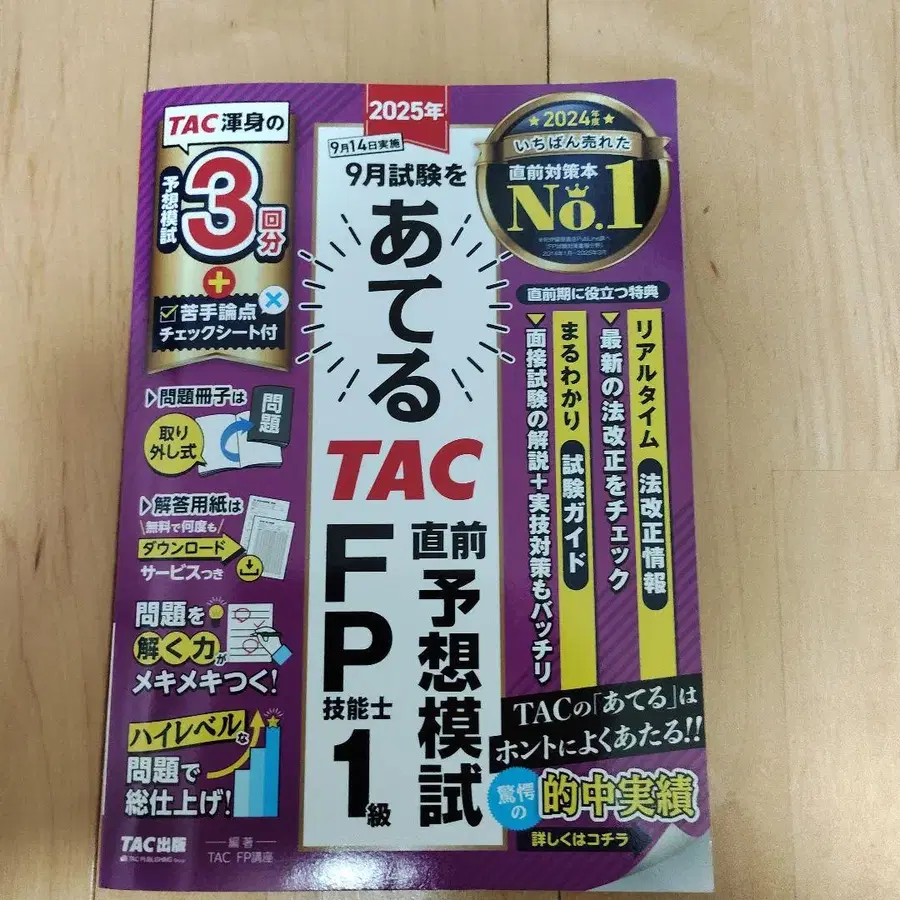 TAC渾身の
予想模試
3回分
+
苦手論点
チェックシート付
2025年
9月14日実施
9月試験を
あてる
TAC
直前予想模試
FP技能士1級
2024年度
いちばん売れた
直前対策本
No.1
直前期に役立つ特典
リアルタイム 法改正情報
▼最新の法改正をチェック
まるわかり 試験ガイド
▼面接試験の解説+実技対策もバッチリ
問題冊子は
取り
外し式
問題
解答用紙は
無料で何度も
ダウンロード
サービスつき
問題を
解く力が
メキメキつく!
ハイレベルな
問題で
総仕上げ!
TACの「あてる」は
ホントによくあたる!!
驚愕の
的中実績
詳しくはコチラ
TAC出版
TAC PUBLISHING Group
編著
TAC FP講座